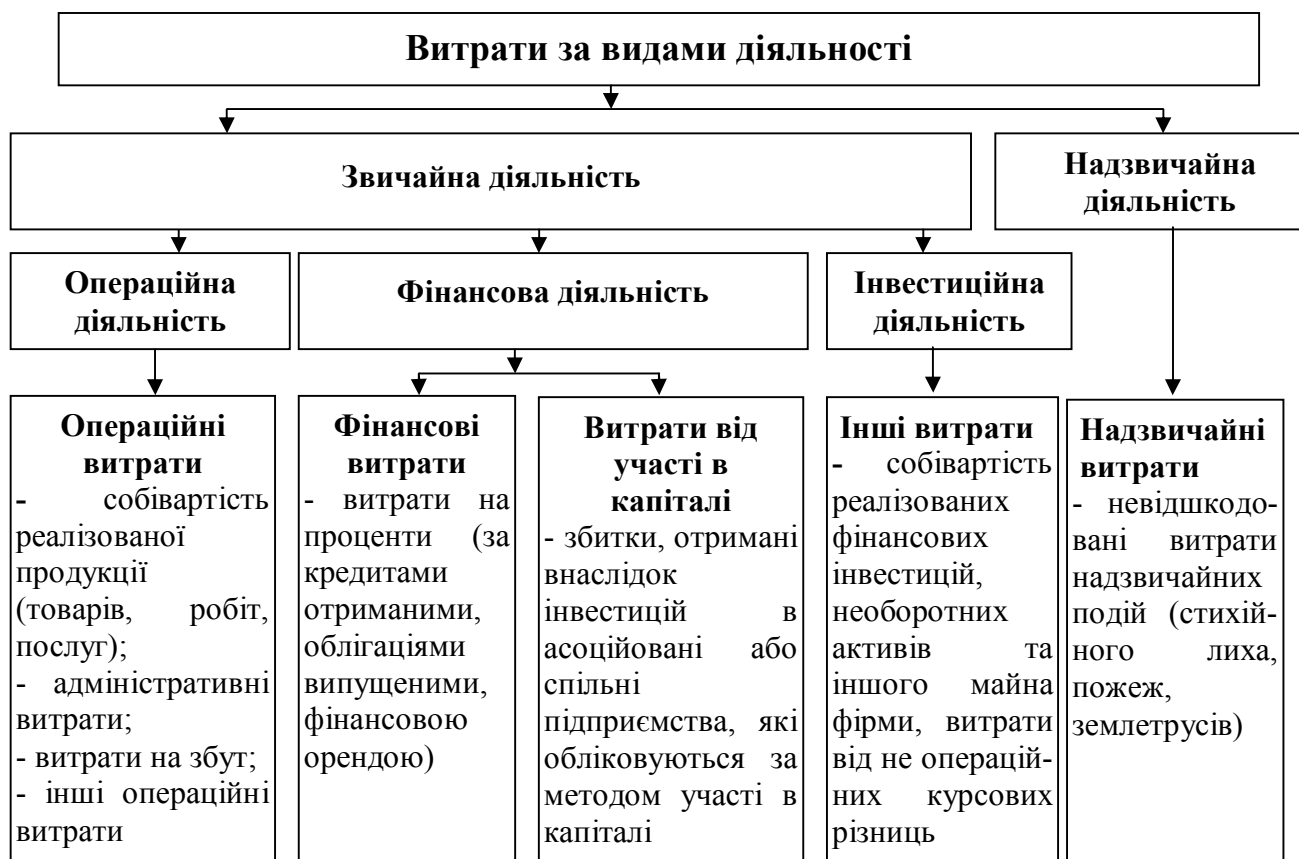 Витрати за видами діяльності
Звичайна діяльність
Надзвичайна
діяльність
Операційна
діяльність
Фінансова діяльність
Інвестиційна
діяльність
Операційні
витрати
- собівартість
реалізованої
продукції
(товарів, робіт,
послуг);
- адміністративні
витрати;
- витрати на збут;
- інші операційні
витрати
Фінансові
витрати
- витрати на
проценти (за
кредитами
отриманими,
облігаціями
випущеними,
фінансовою
орендою)
Витрати від
участі в
капіталі
- збитки, отримані
внаслідок
інвестицій в
асоційовані або
спільні
підприємства, які
обліковуються за
методом участі в
капіталі
Інші витрати
- собівартість
реалізованих
фінансових
інвестицій,
необоротних
активів та
іншого майна
фірми, витрати
від не операцій-
них курсових
різниць
Надзвичайні
витрати
- невідшкодо-
вані витрати
надзвичайних
подій (стихій-
ного лиха,
пожеж,
землетрусів)